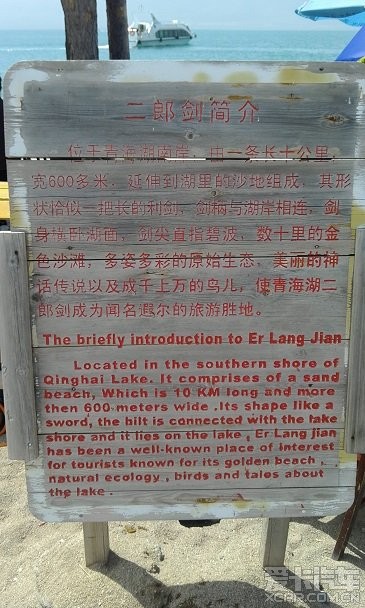 二郎剑简介
位于青海湖南岸，由一条长十公里，
宽600多米，延伸到湖里的沙地组成，其形
状恰似一把长的利剑，剑柄与湖岸相连，剑
身横卧湖面，剑尖直指碧波，数十里的金
色沙滩，多姿多彩的原始生态，美丽的神
话传说以及成千上万的鸟儿，使青海湖二
郎剑成为闻名遐尔的旅游胜地。
The briefly introduction to Er Lang Jian
Located in the southern shore of
Qinghai Lake. It comprises of a sand
beach, Which is 10 KM long and more
then 600 meters wide .Its shape like a
sword, the hilt is connected with the lake
shore and it lies on the lake , Er Lang jian
has been a well-known place of interest
for tourists known for its golden beach ,
natural ecology , birds and tales about
the lake .
爱卡汽车
XCAR.COM.CN